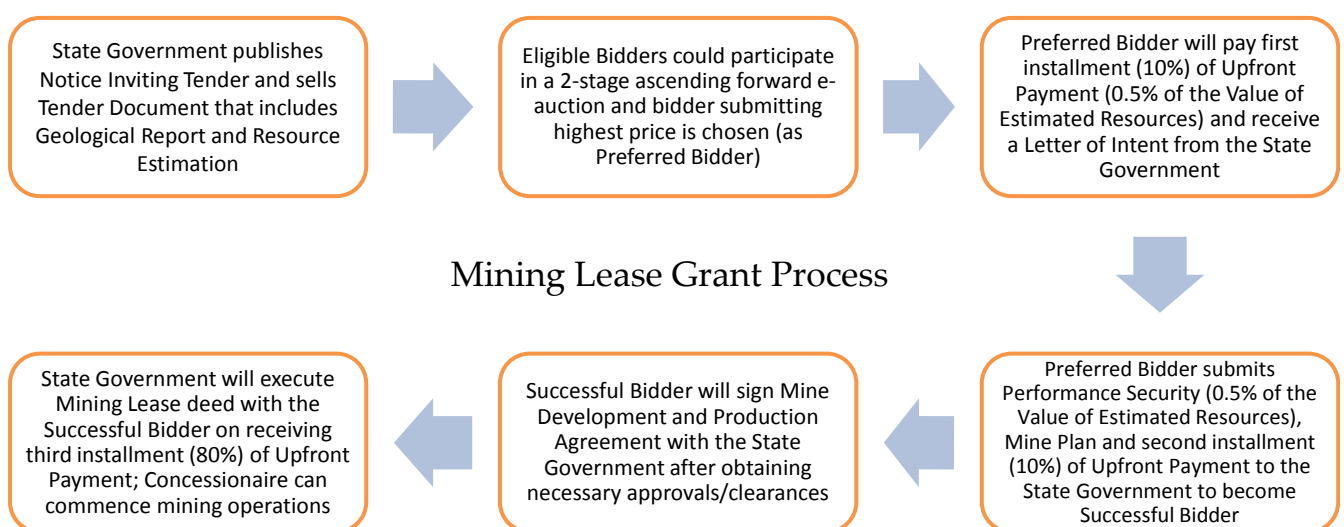 State Government publishes
Notice Inviting Tender and sells
Tender Document that includes
Geological Report and Resource
Estimation
Eligible Bidders could participate
in a 2-stage ascending forward e-
auction and bidder submitting
highest price is chosen (as
Preferred Bidder)
Preferred Bidder will pay first
installment (10%) of Upfront
Payment (0.5% of the Value of
Estimated Resources) and receive
a Letter of Intent from the State
Government
Mining Lease Grant Process
Preferred Bidder submits
Performance Security (0.5% of the
Value of Estimated Resources),
Mine Plan and second installment
(10%) of Upfront Payment to the
State Government to become
Successful Bidder
Successful Bidder will sign Mine
Development and Production
Agreement with the State
Government after obtaining
necessary approvals/clearances
State Government will execute
Mining Lease deed with the
Successful Bidder on receiving
third installment (80%) of Upfront
Payment; Concessionaire can
commence mining operations